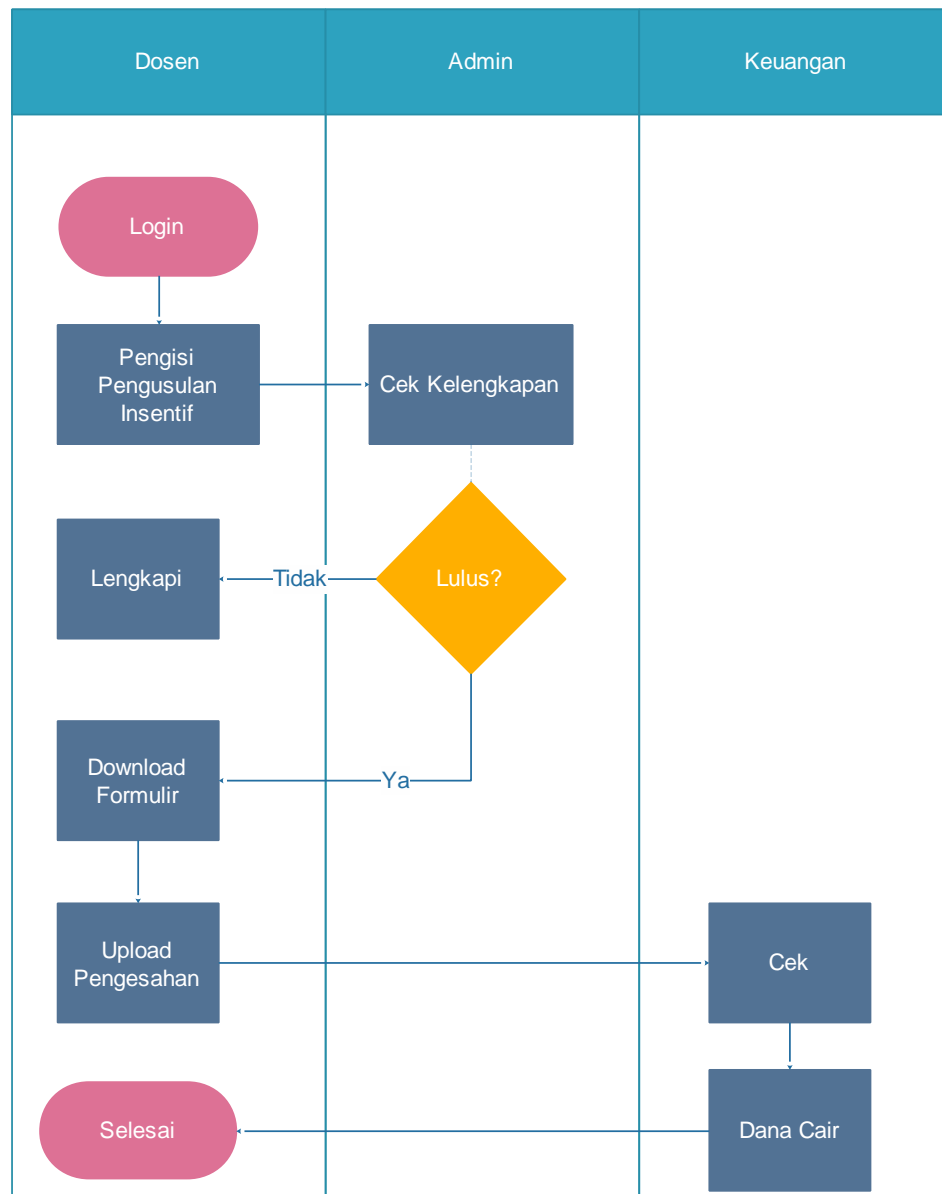 Dosen
Admin
Keuangan
Login
Pengisi
Pengusulan
Insentif
Cek Kelengkapan
Lengkapi
Tidak
Lulus?
Download
Formulir
Ya
Upload
Pengesahan
Cek
Selesai
Dana Cair